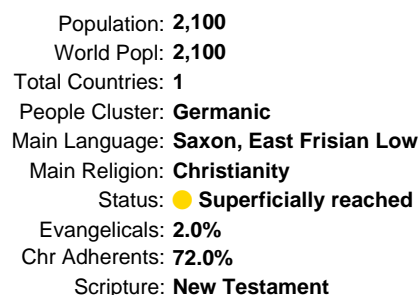 Population: 2,100
World Popl: 2,100
Total Countries: 1
People Cluster: Germanic
Main Language: Saxon, East Frisian Low
Main Religion: Christianity
Status: Superficially reached
Evangelicals: 2.0%
Chr Adherents: 72.0%
Scripture: New Testament